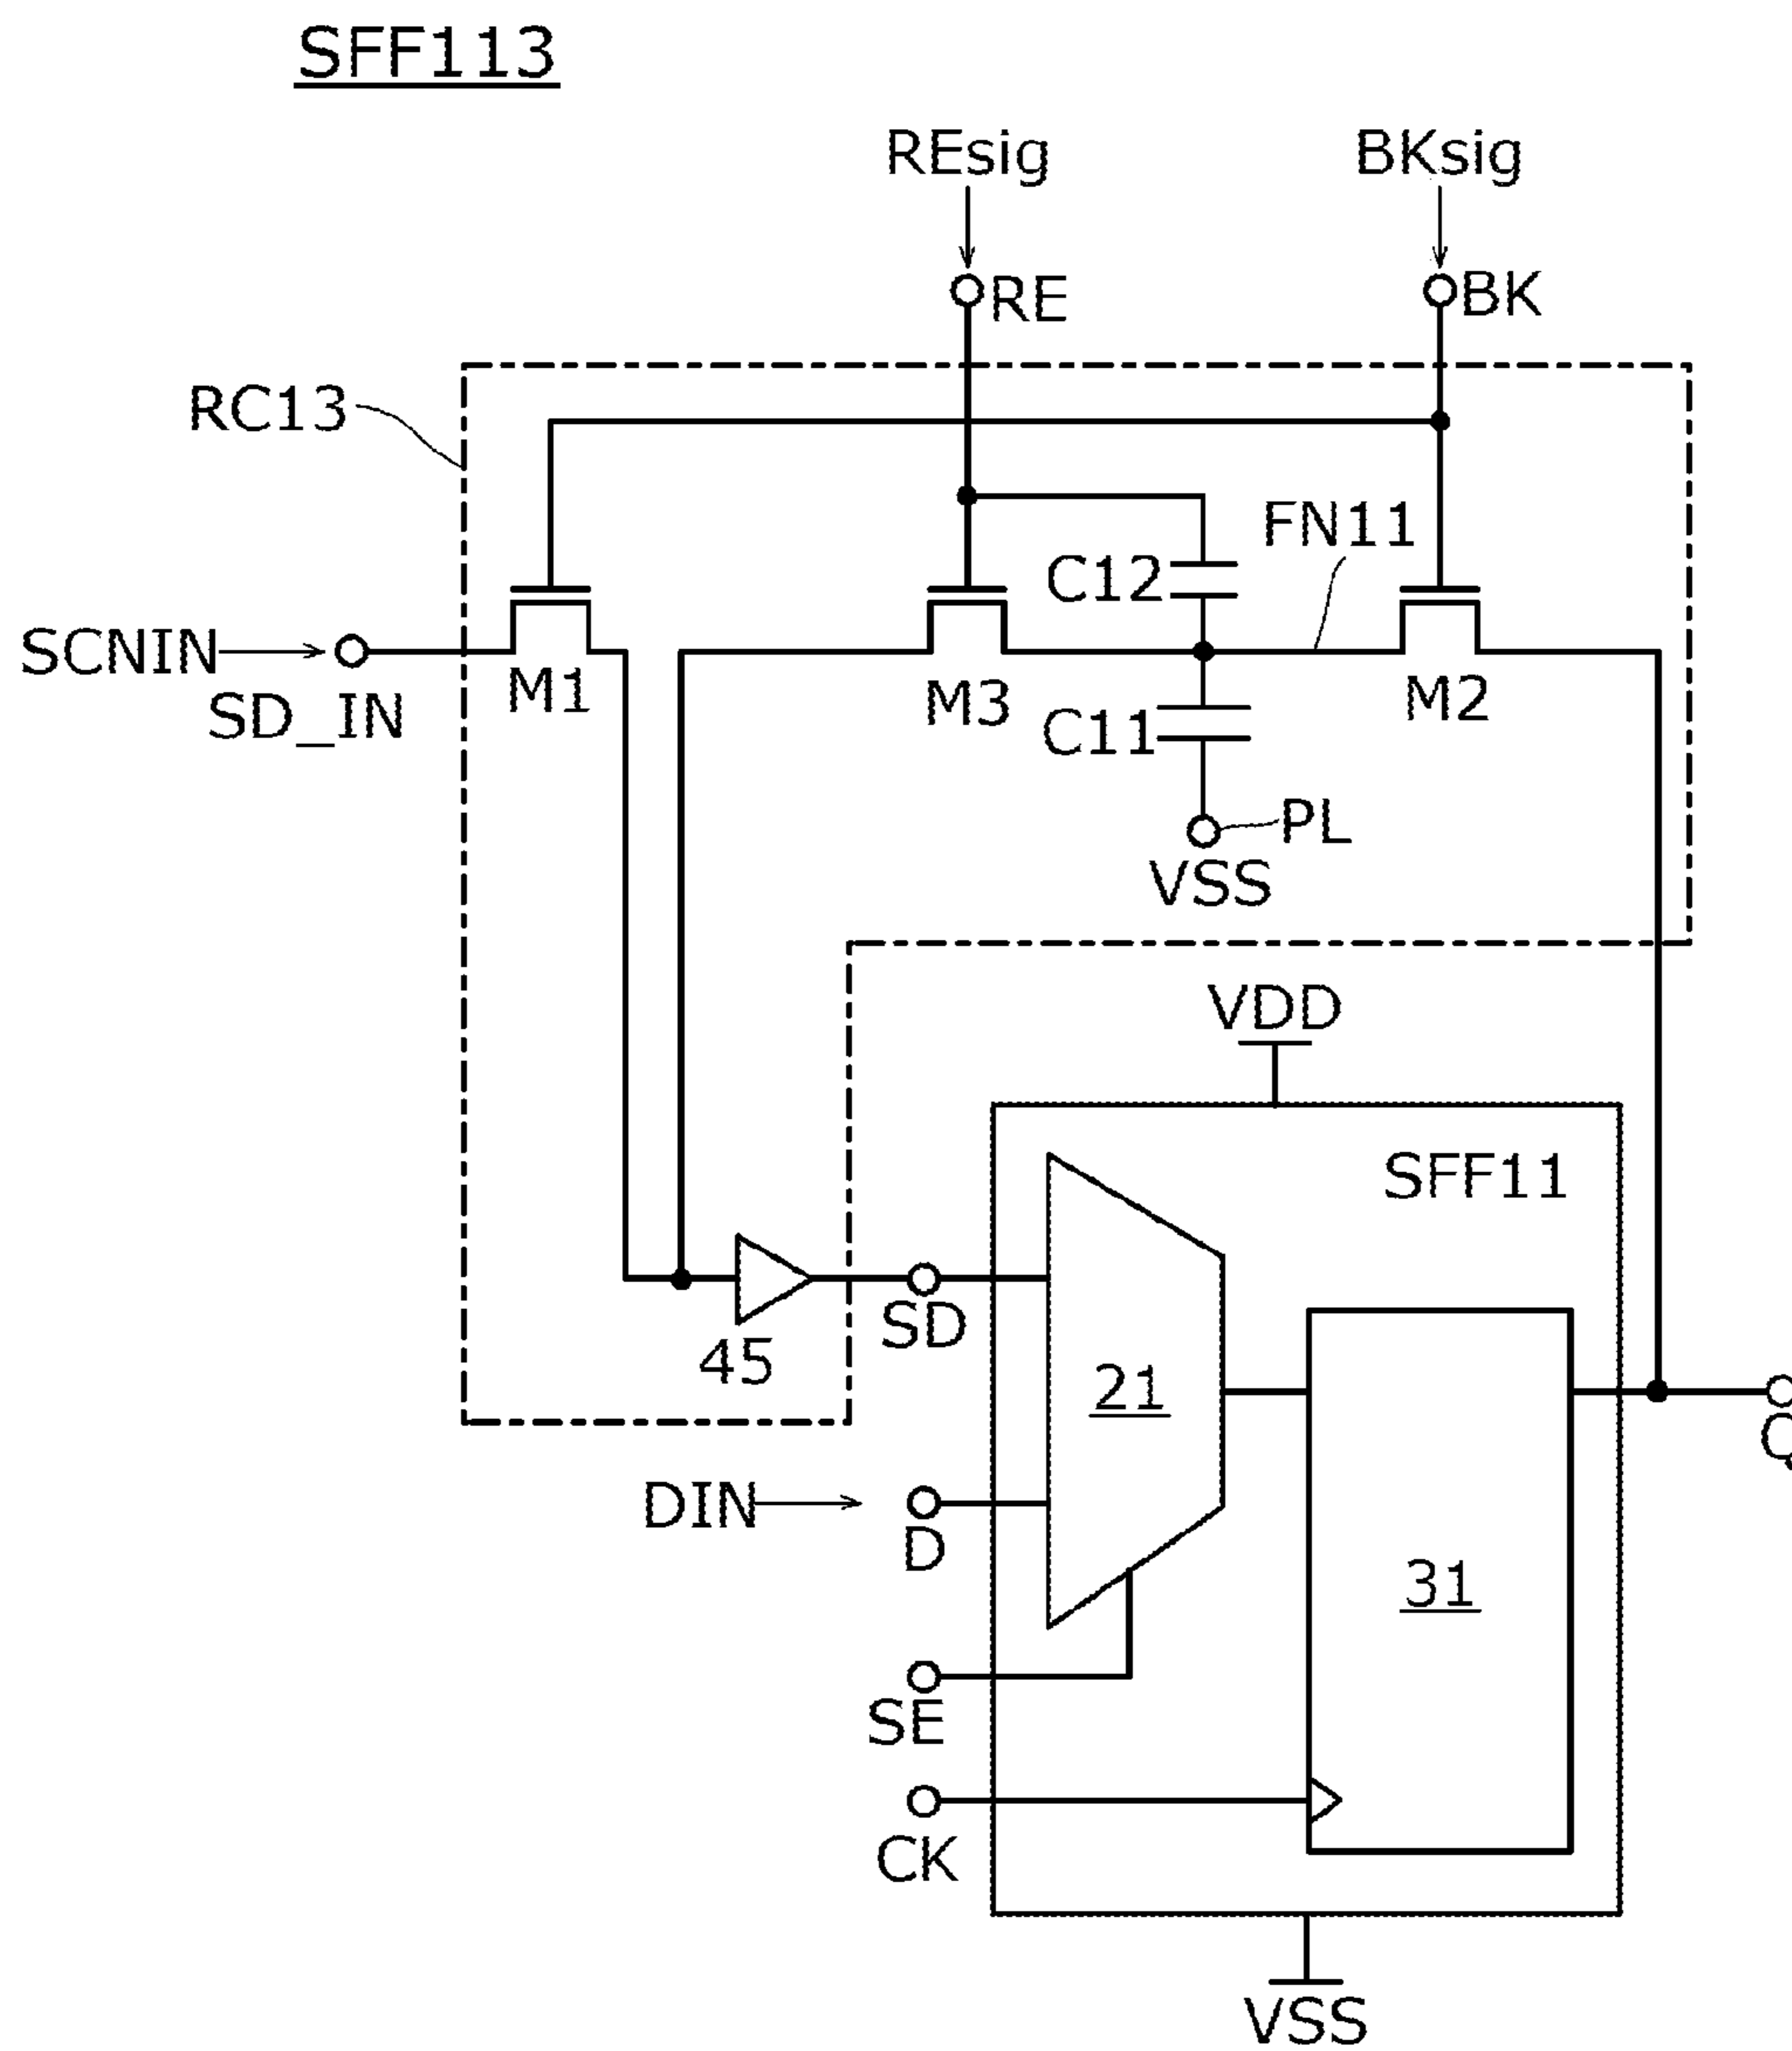 SFF113
REsig
BKsig
RE
BK
RC13
FN11
C12
SCNIN
SD_IN
M1
M3
M2
C11
PL
VSS
VDD
SFF11
SD
45
21
Q
DIN
D
31
SE
CK
VSS